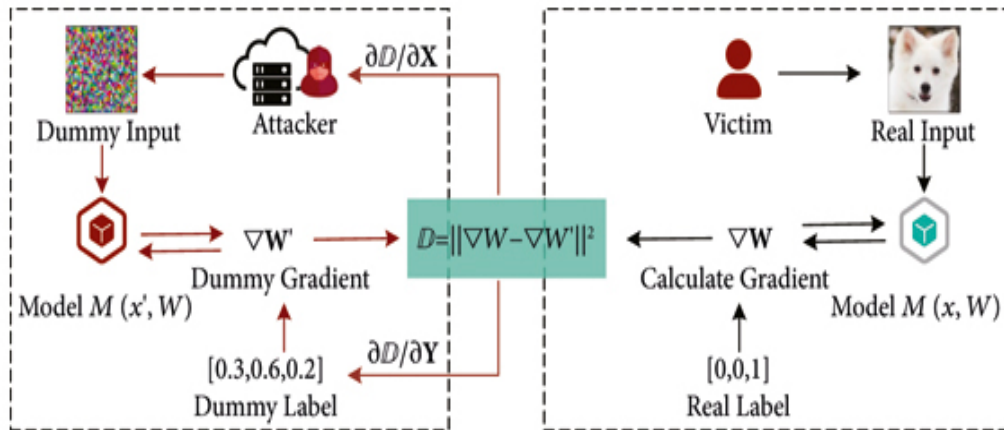 ∂𝔻/∂X
Dummy Input
Attacker
Victim
Real Input
∇W'
𝔻=||∇W−∇W'||²
∇W
Dummy Gradient
Calculate Gradient
Model M (x', W)
Model M (x, W)
∂𝔻/∂Y
[0.3,0.6,0.2]
[0,0,1]
Dummy Label
Real Label